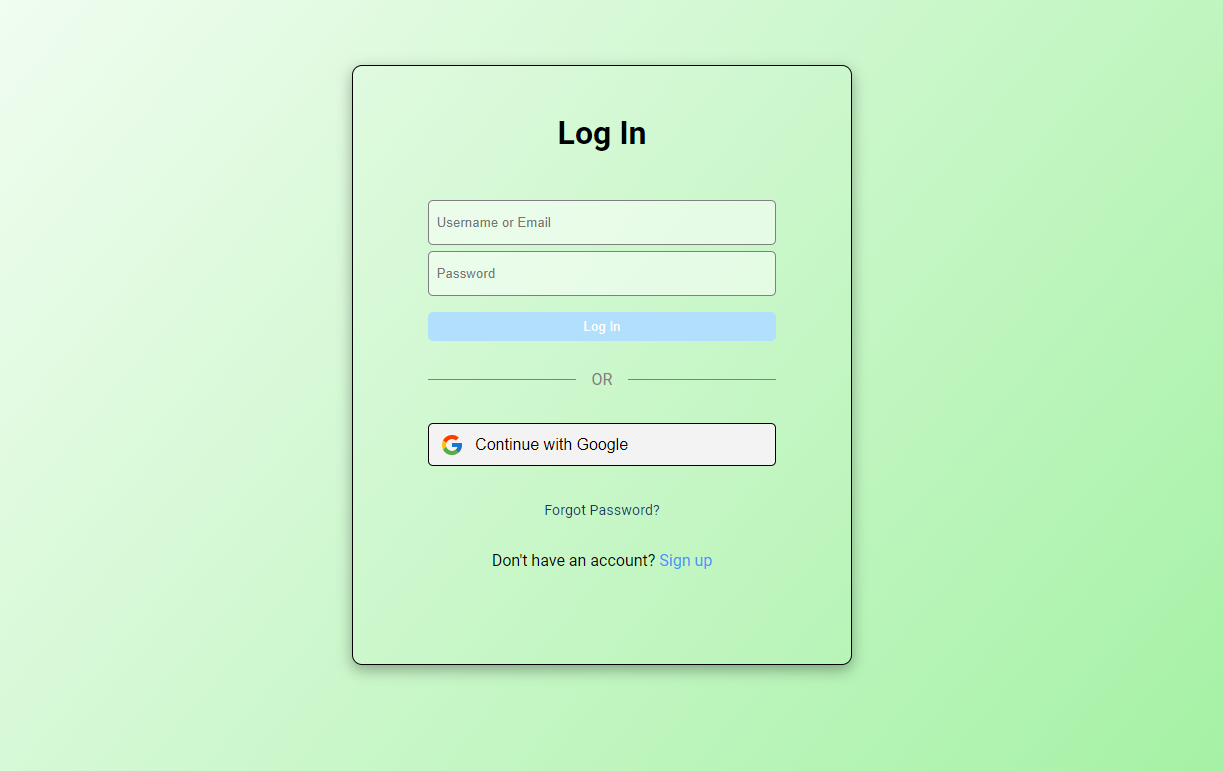 Log In
Username or Email
Password
Log In
OR
Continue with Google
Forgot Password?
Don't have an account? Sign up